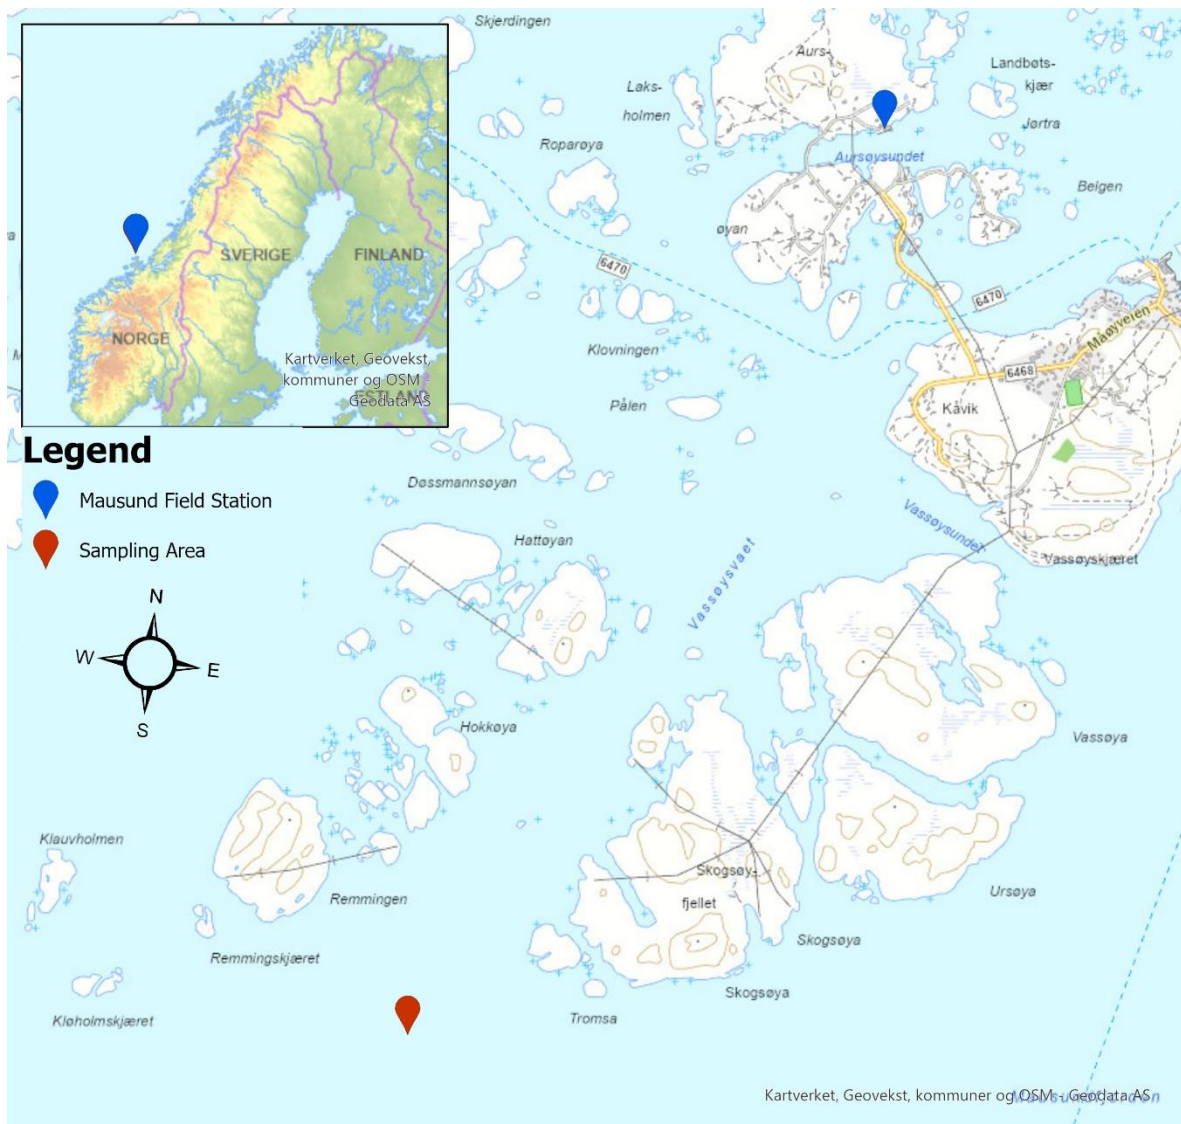 Skjerdingen
Aurs-
Landbøts-
kjær
Laks-
holmen
Jørtra
Roparøya
Aursøysundet
Belgen
øyan
SVERIGE
FINLAND
6470
6470
NORGE
Måøyveien
Kartverket, Geovekst,
kommuner og OSM -
Geodata AS
ESTLAND
Klovningen
6468
Pålen
Kåvik
Legend
Mausund Field Station
Sampling Area
Døssmannsøyan
Vassøysundet
Hattøyan
Vassøyskjæret
Vassøysvaet
N
W
E
S
Hokkøya
Vassøya
Klauvholmen
Skogsøy-
fjellet
Remmingen
Ursøya
Remmingskjæret
Skogsøya
Skogsøya
Kløholmskjæret
Tromsa
Kartverket, Geovekst, kommuner og OSM - Geodata AS
Mausundfjorden